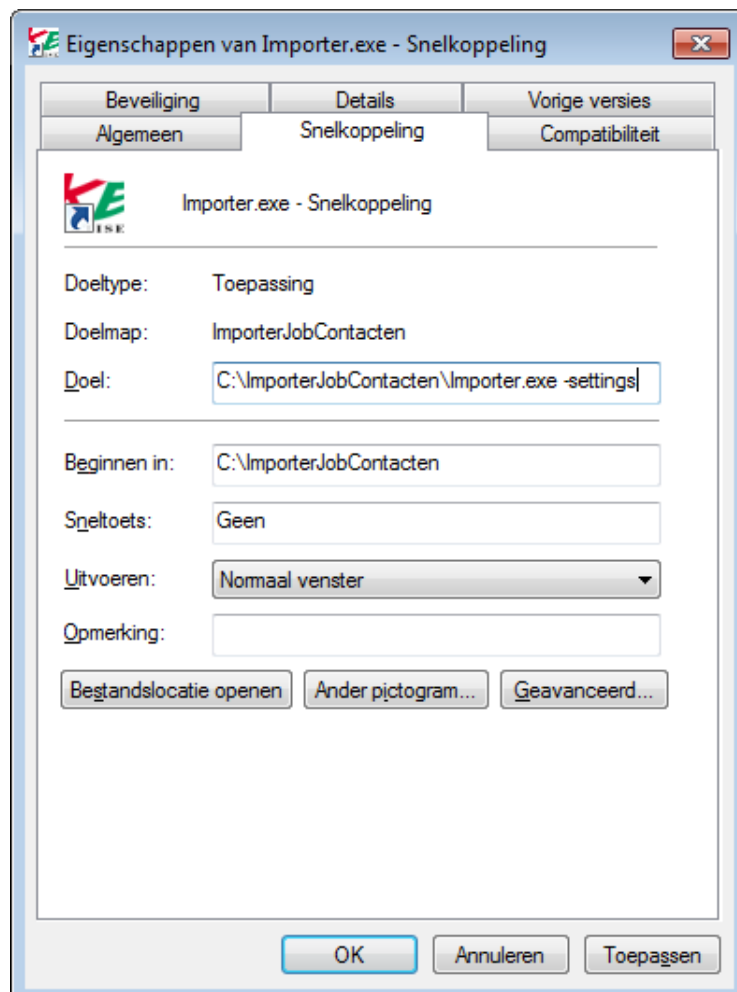 Eigenschappen van Importer.exe - Snelkoppeling
Beveiliging Details Vorige versies
Algemeen Snelkoppeling Compatibiliteit
ISE
Importer.exe - Snelkoppeling
Doeltype: Toepassing
Doelmap: ImporterJobContacten
Doel: C:\ImporterJobContacten\Importer.exe -settings
Beginnen in: C:\ImporterJobContacten
Sneltoets: Geen
Uitvoeren: Normaal venster
Opmerking:
Bestandslocatie openen Ander pictogram... Geavanceerd...
OK Annuleren Toepassen